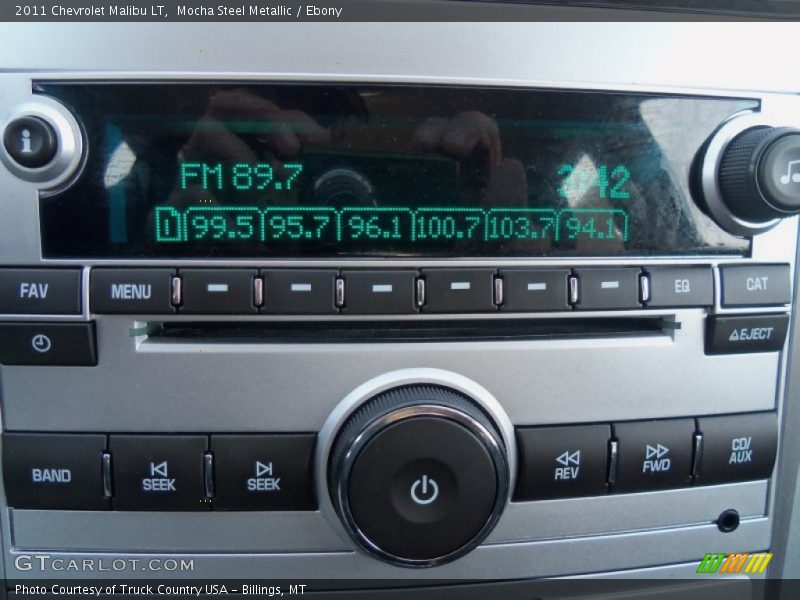 2011 Chevrolet Malibu LT, Mocha Steel Metallic / Ebony
i
FM 89.7
1 99.5 95.7 96.1 100.7 103.7 94.1
FAV MENU EQ CAT
EJECT
BAND SEEK SEEK REV FWD CD/AUX
GTCARLOT.COM
Photo Courtesy of Truck Country USA - Billings, MT